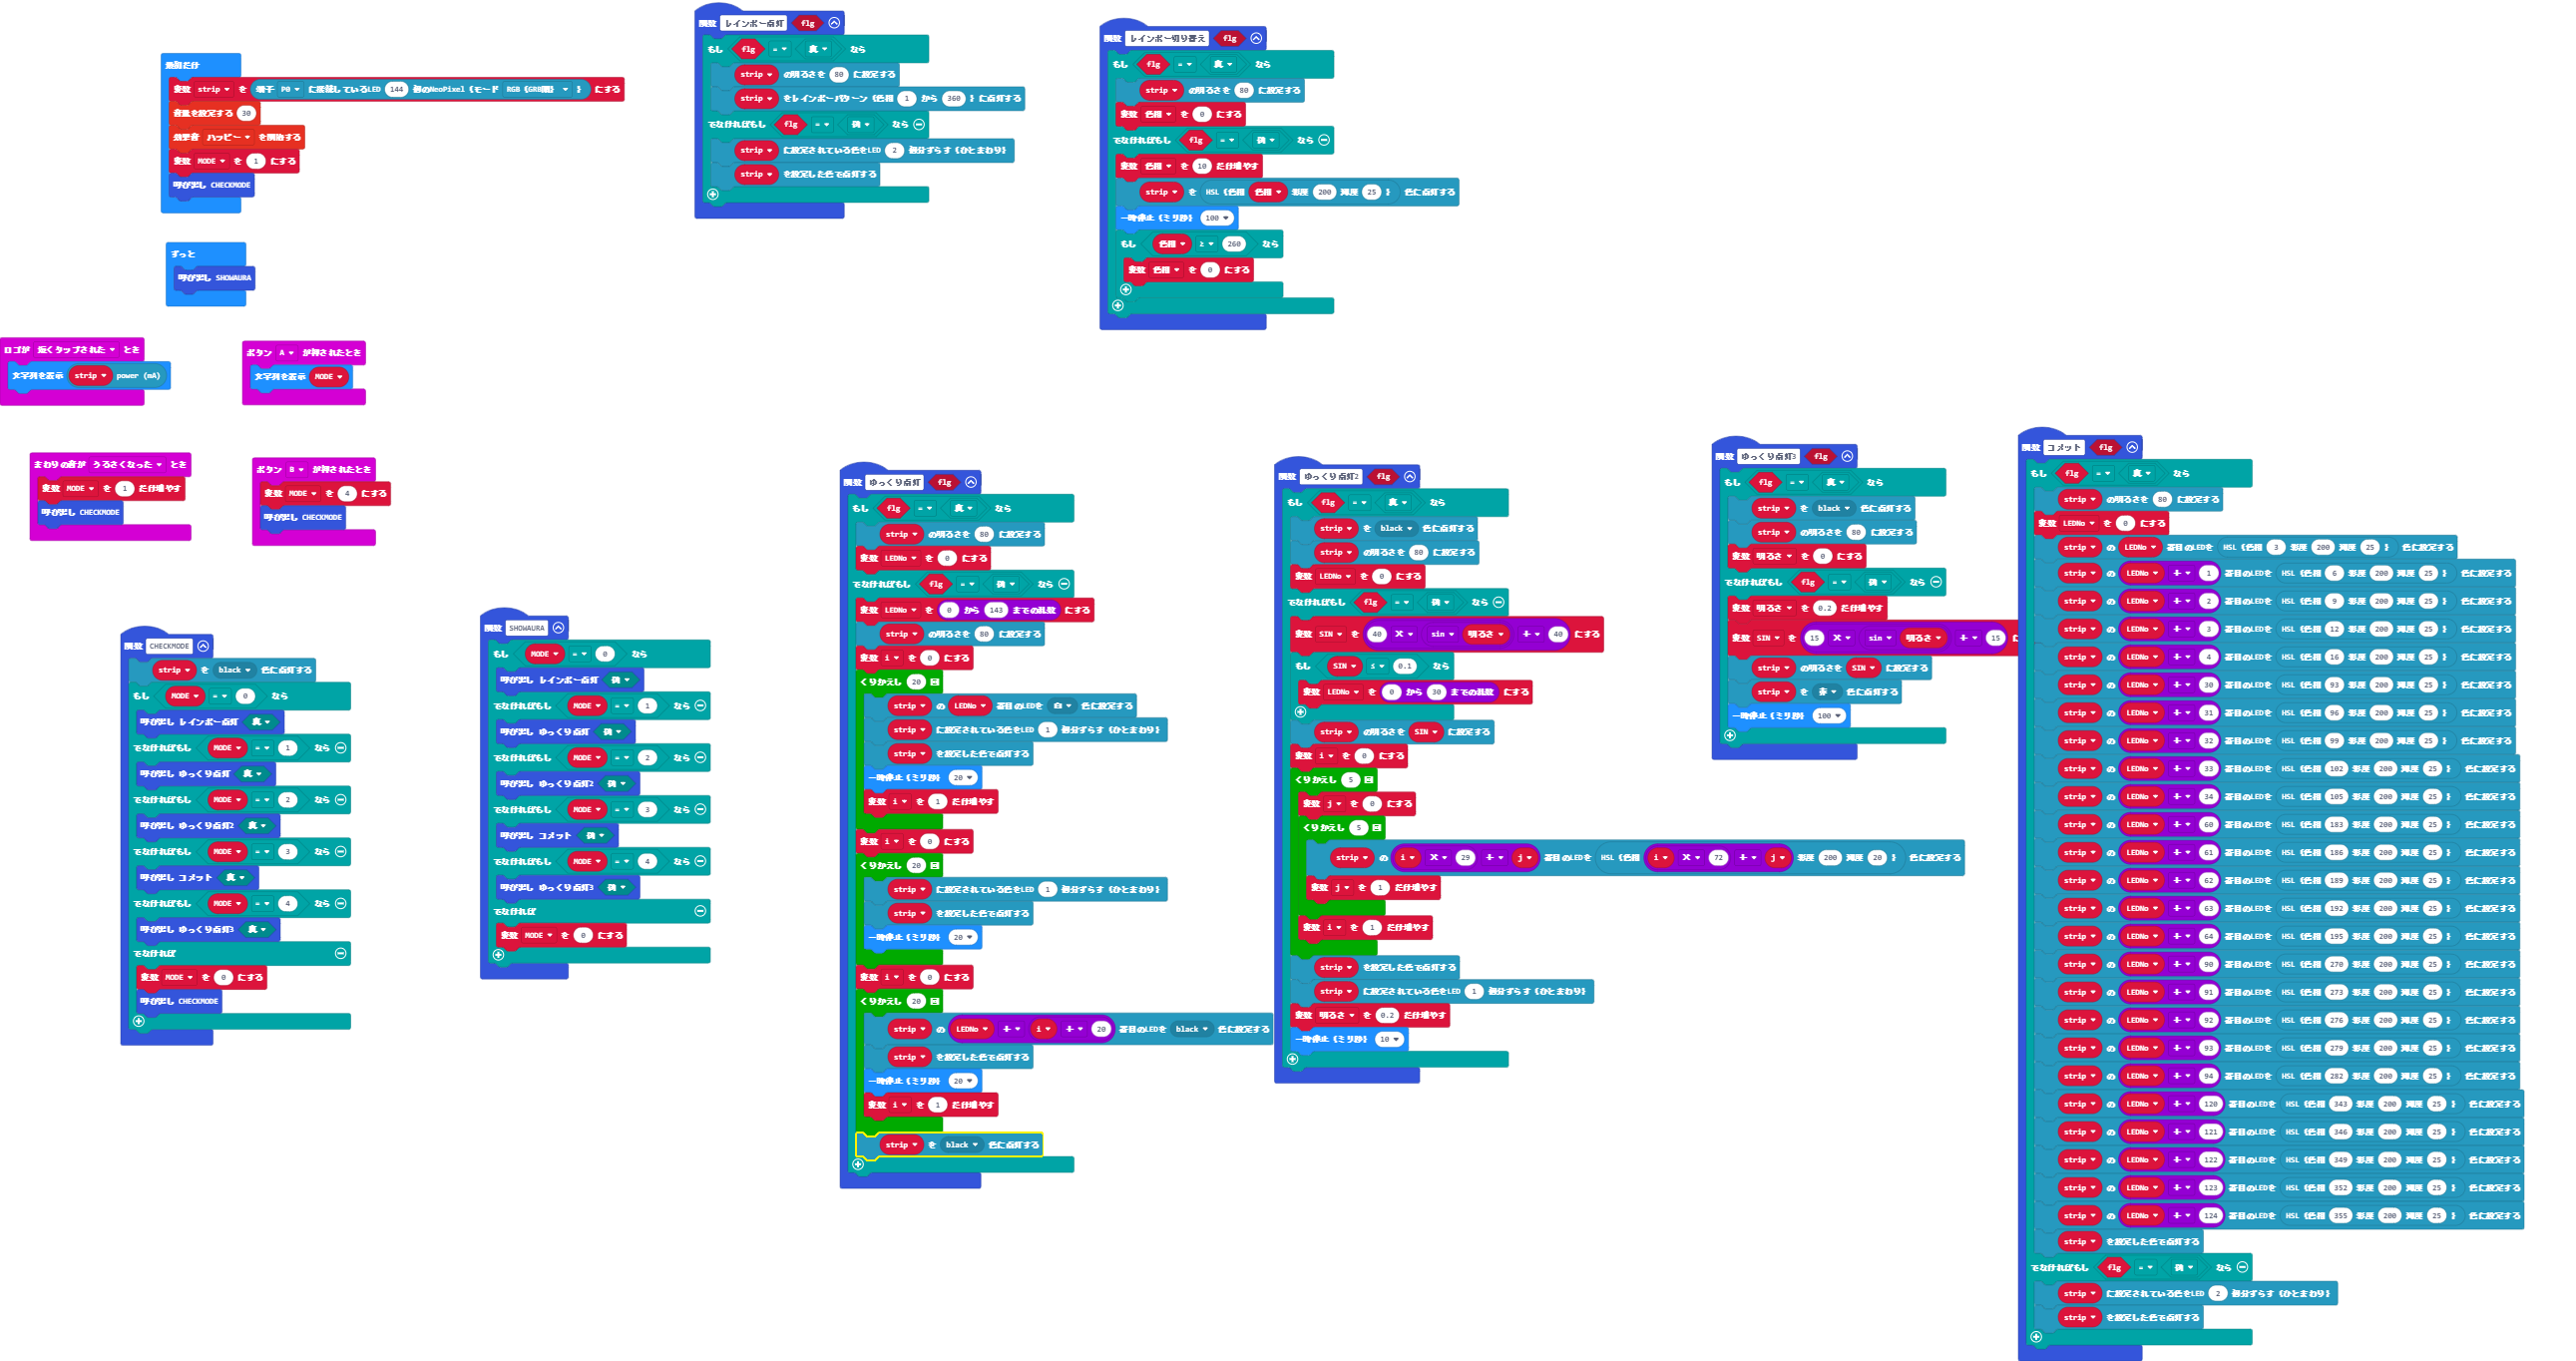 最初だけ
変数 strip を 端子 P0 に接続しているLED 144 個のNeoPixel (モード RGB (GRB順) ) にする
音量を設定する 30
効果音 ハッピー を開始する
変数 MODE を 1 にする
呼び出し CHECKMODE
ずっと
呼び出し SHOWAURA
ロゴが 短くタップされた とき
文字列を表示 strip power (mA)
ボタン A が押されたとき
文字列を表示 MODE
まわりの音が うるさくなった とき
変数 MODE を 1 だけ増やす
呼び出し CHECKMODE
ボタン B が押されたとき
変数 MODE を 4 にする
呼び出し CHECKMODE
関数 CHECKMODE
strip を black 色に点灯する
もし MODE = 0 なら
呼び出し レインボー点灯 真
でなければもし MODE = 1 なら
呼び出し ゆっくり点灯 真
でなければもし MODE = 2 なら
呼び出し ゆっくり点灯2 真
でなければもし MODE = 3 なら
呼び出し コメット 真
でなければもし MODE = 4 なら
呼び出し ゆっくり点灯3 真
でなければ
変数 MODE を 0 にする
呼び出し CHECKMODE
関数 SHOWAURA
もし MODE = 0 なら
呼び出し レインボー点灯 偽
でなければもし MODE = 1 なら
呼び出し ゆっくり点灯 偽
でなければもし MODE = 2 なら
呼び出し ゆっくり点灯2 偽
でなければもし MODE = 3 なら
呼び出し コメット 偽
でなければもし MODE = 4 なら
呼び出し ゆっくり点灯3 偽
でなければ
変数 MODE を 0 にする
関数 レインボー点灯 flg
もし flg = 真 なら
strip の明るさを 80 に設定する
strip をレインボーパターン (色相 1 から 360 ) に点灯する
でなければもし flg = 偽 なら
strip に設定されている色をLED 2 個分ずらす (ひとまわり)
strip を設定した色で点灯する
関数 レインボー切り替え flg
もし flg = 真 なら
strip の明るさを 80 に設定する
変数 色相 を 0 にする
でなければもし flg = 偽 なら
変数 色相 を 10 だけ増やす
strip を HSL (色相 色相 彩度 200 輝度 25 ) 色に点灯する
一時停止 (ミリ秒) 100
もし 色相 ≥ 260 なら
変数 色相 を 0 にする
関数 ゆっくり点灯 flg
もし flg = 真 なら
strip の明るさを 80 に設定する
変数 LEDNo を 0 にする
でなければもし flg = 偽 なら
変数 LEDNo を 0 から 143 までの乱数 にする
strip の明るさを 80 に設定する
変数 i を 0 にする
くりかえし 20 回
strip の LEDNo 番目のLEDを 白 色に設定する
strip に設定されている色をLED 1 個分ずらす (ひとまわり)
strip を設定した色で点灯する
一時停止 (ミリ秒) 20
変数 i を 1 だけ増やす
変数 i を 0 にする
くりかえし 20 回
strip に設定されている色をLED 1 個分ずらす (ひとまわり)
strip を設定した色で点灯する
一時停止 (ミリ秒) 20
変数 i を 0 にする
くりかえし 20 回
strip の LEDNo + i + 20 番目のLEDを black 色に設定する
strip を設定した色で点灯する
一時停止 (ミリ秒) 20
変数 i を 1 だけ増やす
strip を black 色に点灯する
関数 ゆっくり点灯2 flg
もし flg = 真 なら
strip を black 色に点灯する
strip の明るさを 80 に設定する
変数 LEDNo を 0 にする
でなければもし flg = 偽 なら
変数 SIN を 40 × sin 明るさ + 40 にする
もし SIN 0.1 なら
変数 LEDNo を 0 から 30 までの乱数 にする
strip の明るさを SIN に設定する
変数 i を 0 にする
くりかえし 5 回
変数 j を 0 にする
くりかえし 5 回
strip の i × 29 + j 番目のLEDを HSL (色相 i × 72 + j 彩度 200 輝度 20 ) 色に設定する
変数 j を 1 だけ増やす
変数 i を 1 だけ増やす
strip を設定した色で点灯する
strip に設定されている色をLED 1 個分ずらす (ひとまわり)
変数 明るさ を 0.2 だけ増やす
一時停止 (ミリ秒) 10
関数 ゆっくり点灯3 flg
もし flg = 真 なら
strip を black 色に点灯する
strip の明るさを 80 に設定する
変数 明るさ を 0 にする
でなければもし flg = 偽 なら
変数 明るさ を 0.2 だけ増やす
変数 SIN を 15 × sin 明るさ + 15 に
strip の明るさを SIN に設定する
strip を 赤 色に点灯する
一時停止 (ミリ秒) 100
関数 コメット flg
もし flg = 真 なら
strip の明るさを 80 に設定する
変数 LEDNo を 0 にする
strip の LEDNo 番目のLEDを HSL (色相 3 彩度 200 輝度 25 ) 色に設定する
strip の LEDNo + 1 番目のLEDを HSL (色相 6 彩度 200 輝度 25 ) 色に設定する
strip の LEDNo + 2 番目のLEDを HSL (色相 9 彩度 200 輝度 25 ) 色に設定する
strip の LEDNo + 3 番目のLEDを HSL (色相 12 彩度 200 輝度 25 ) 色に設定する
strip の LEDNo + 4 番目のLEDを HSL (色相 16 彩度 200 輝度 25 ) 色に設定する
strip の LEDNo + 30 番目のLEDを HSL (色相 93 彩度 200 輝度 25 ) 色に設定する
strip の LEDNo + 31 番目のLEDを HSL (色相 96 彩度 200 輝度 25 ) 色に設定する
strip の LEDNo + 32 番目のLEDを HSL (色相 99 彩度 200 輝度 25 ) 色に設定する
strip の LEDNo + 33 番目のLEDを HSL (色相 102 彩度 200 輝度 25 ) 色に設定する
strip の LEDNo + 34 番目のLEDを HSL (色相 105 彩度 200 輝度 25 ) 色に設定する
strip の LEDNo + 60 番目のLEDを HSL (色相 183 彩度 200 輝度 25 ) 色に設定する
strip の LEDNo + 61 番目のLEDを HSL (色相 186 彩度 200 輝度 25 ) 色に設定する
strip の LEDNo + 62 番目のLEDを HSL (色相 189 彩度 200 輝度 25 ) 色に設定する
strip の LEDNo + 63 番目のLEDを HSL (色相 192 彩度 200 輝度 25 ) 色に設定する
strip の LEDNo + 64 番目のLEDを HSL (色相 195 彩度 200 輝度 25 ) 色に設定する
strip の LEDNo + 90 番目のLEDを HSL (色相 270 彩度 200 輝度 25 ) 色に設定する
strip の LEDNo + 91 番目のLEDを HSL (色相 273 彩度 200 輝度 25 ) 色に設定する
strip の LEDNo + 92 番目のLEDを HSL (色相 276 彩度 200 輝度 25 ) 色に設定する
strip の LEDNo + 93 番目のLEDを HSL (色相 279 彩度 200 輝度 25 ) 色に設定する
strip の LEDNo + 94 番目のLEDを HSL (色相 282 彩度 200 輝度 25 ) 色に設定する
strip の LEDNo + 120 番目のLEDを HSL (色相 343 彩度 200 輝度 25 ) 色に設定する
strip の LEDNo + 121 番目のLEDを HSL (色相 346 彩度 200 輝度 25 ) 色に設定する
strip の LEDNo + 122 番目のLEDを HSL (色相 349 彩度 200 輝度 25 ) 色に設定する
strip の LEDNo + 123 番目のLEDを HSL (色相 352 彩度 200 輝度 25 ) 色に設定する
strip の LEDNo + 124 番目のLEDを HSL (色相 355 彩度 200 輝度 25 ) 色に設定する
strip を設定した色で点灯する
でなければもし flg = 偽 なら
strip に設定されている色をLED 2 個分ずらす (ひとまわり)
strip を設定した色で点灯する